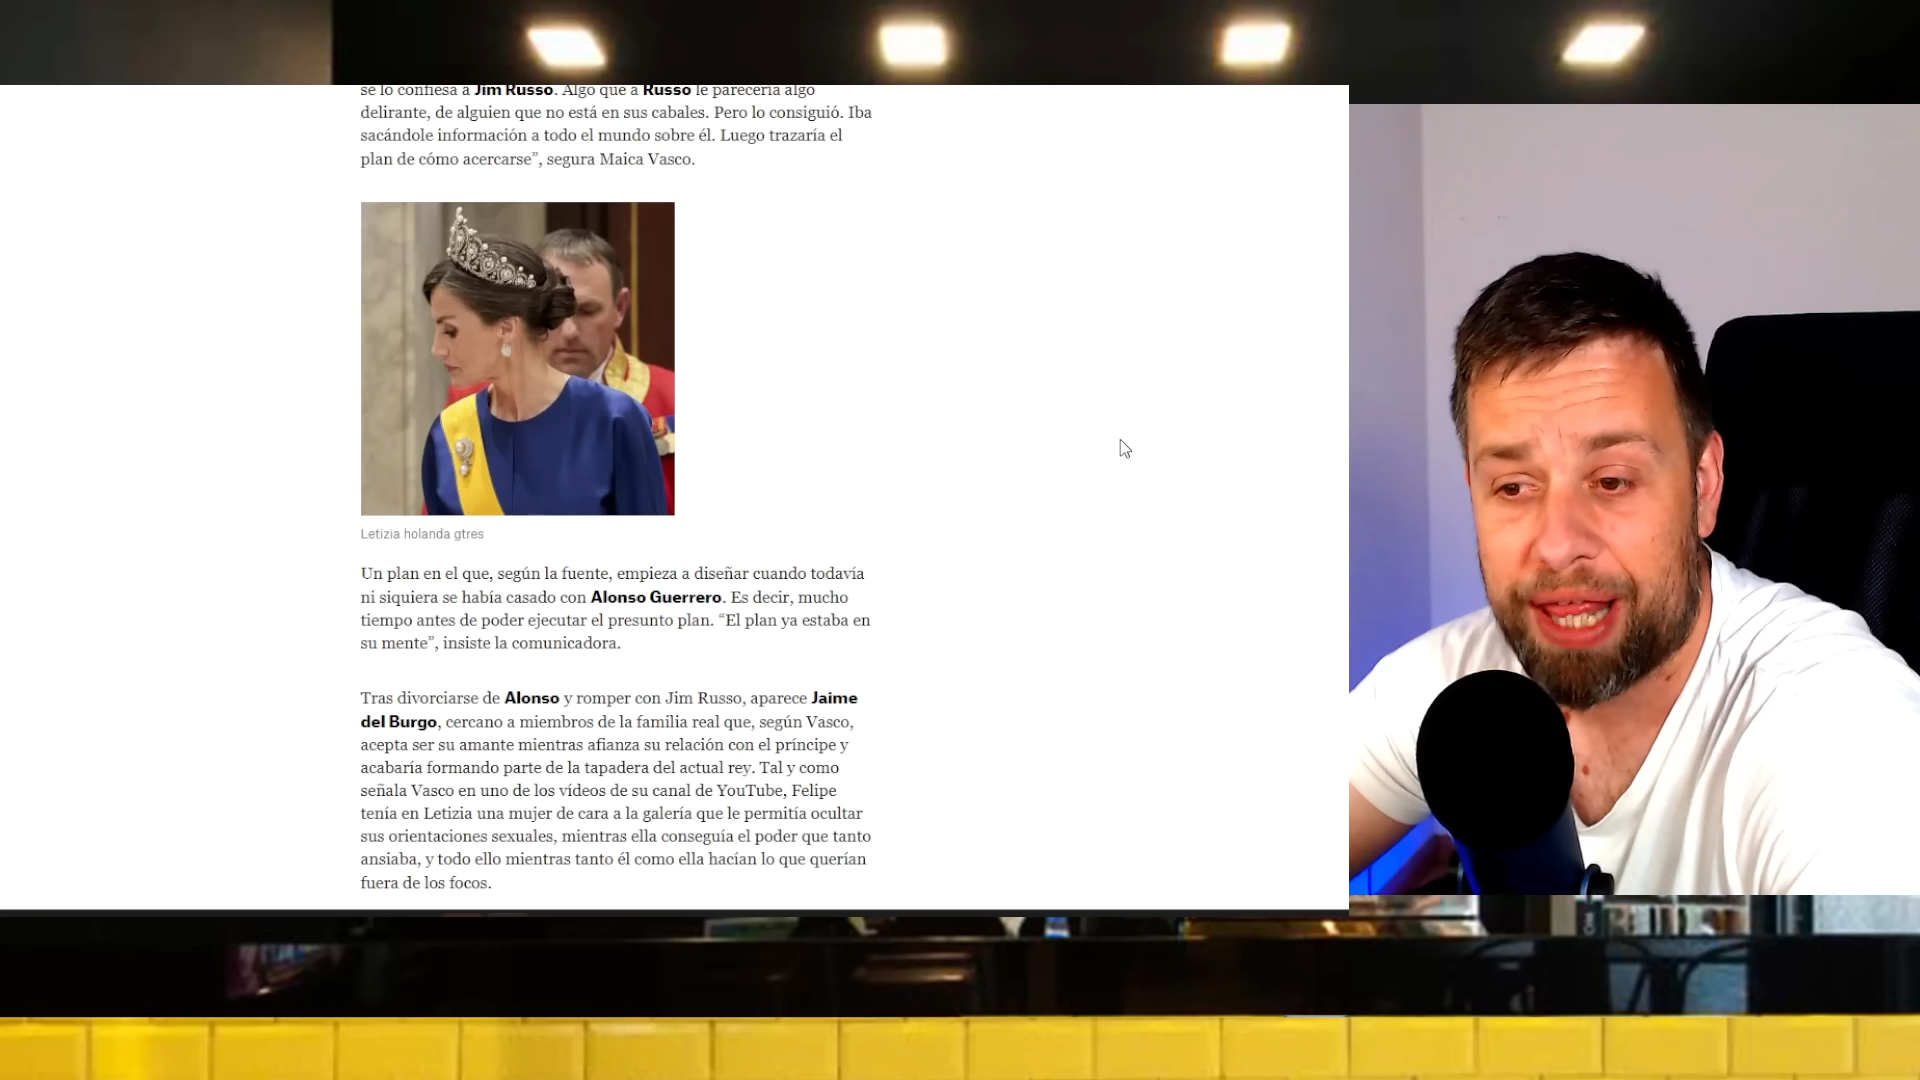 se lo confiesa a Jim Russo. Algo que a Russo le parecería algo
delirante, de alguien que no está en sus cabales. Pero lo consiguió. Iba
sacándole información a todo el mundo sobre él. Luego trazaría el
plan de cómo acercarse”, segura Maica Vasco.
Letizia holanda gtres
Un plan en el que, según la fuente, empieza a diseñar cuando todavía
ni siquiera se había casado con Alonso Guerrero. Es decir, mucho
tiempo antes de poder ejecutar el presunto plan. “El plan ya estaba en
su mente”, insiste la comunicadora.
Tras divorciarse de Alonso y romper con Jim Russo, aparece Jaime
del Burgo, cercano a miembros de la familia real que, según Vasco,
acepta ser su amante mientras afianza su relación con el príncipe y
acabaría formando parte de la tapadera del actual rey. Tal y como
señala Vasco en uno de los vídeos de su canal de YouTube, Felipe
tenía en Letizia una mujer de cara a la galería que le permitía ocultar
sus orientaciones sexuales, mientras ella conseguía el poder que tanto
ansiaba, y todo ello mientras tanto él como ella hacían lo que querían
fuera de los focos.